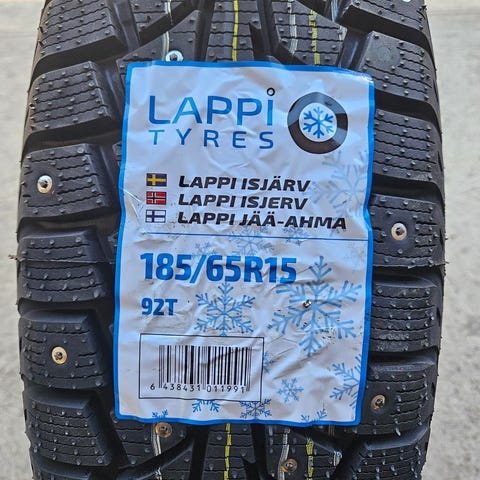 LAPPI
TYRES
LAPPI ISJÄRV
LAPPI ISJERV
LAPPI JÄÄ-AHMA
185/65R15
92T
6 438431 011991